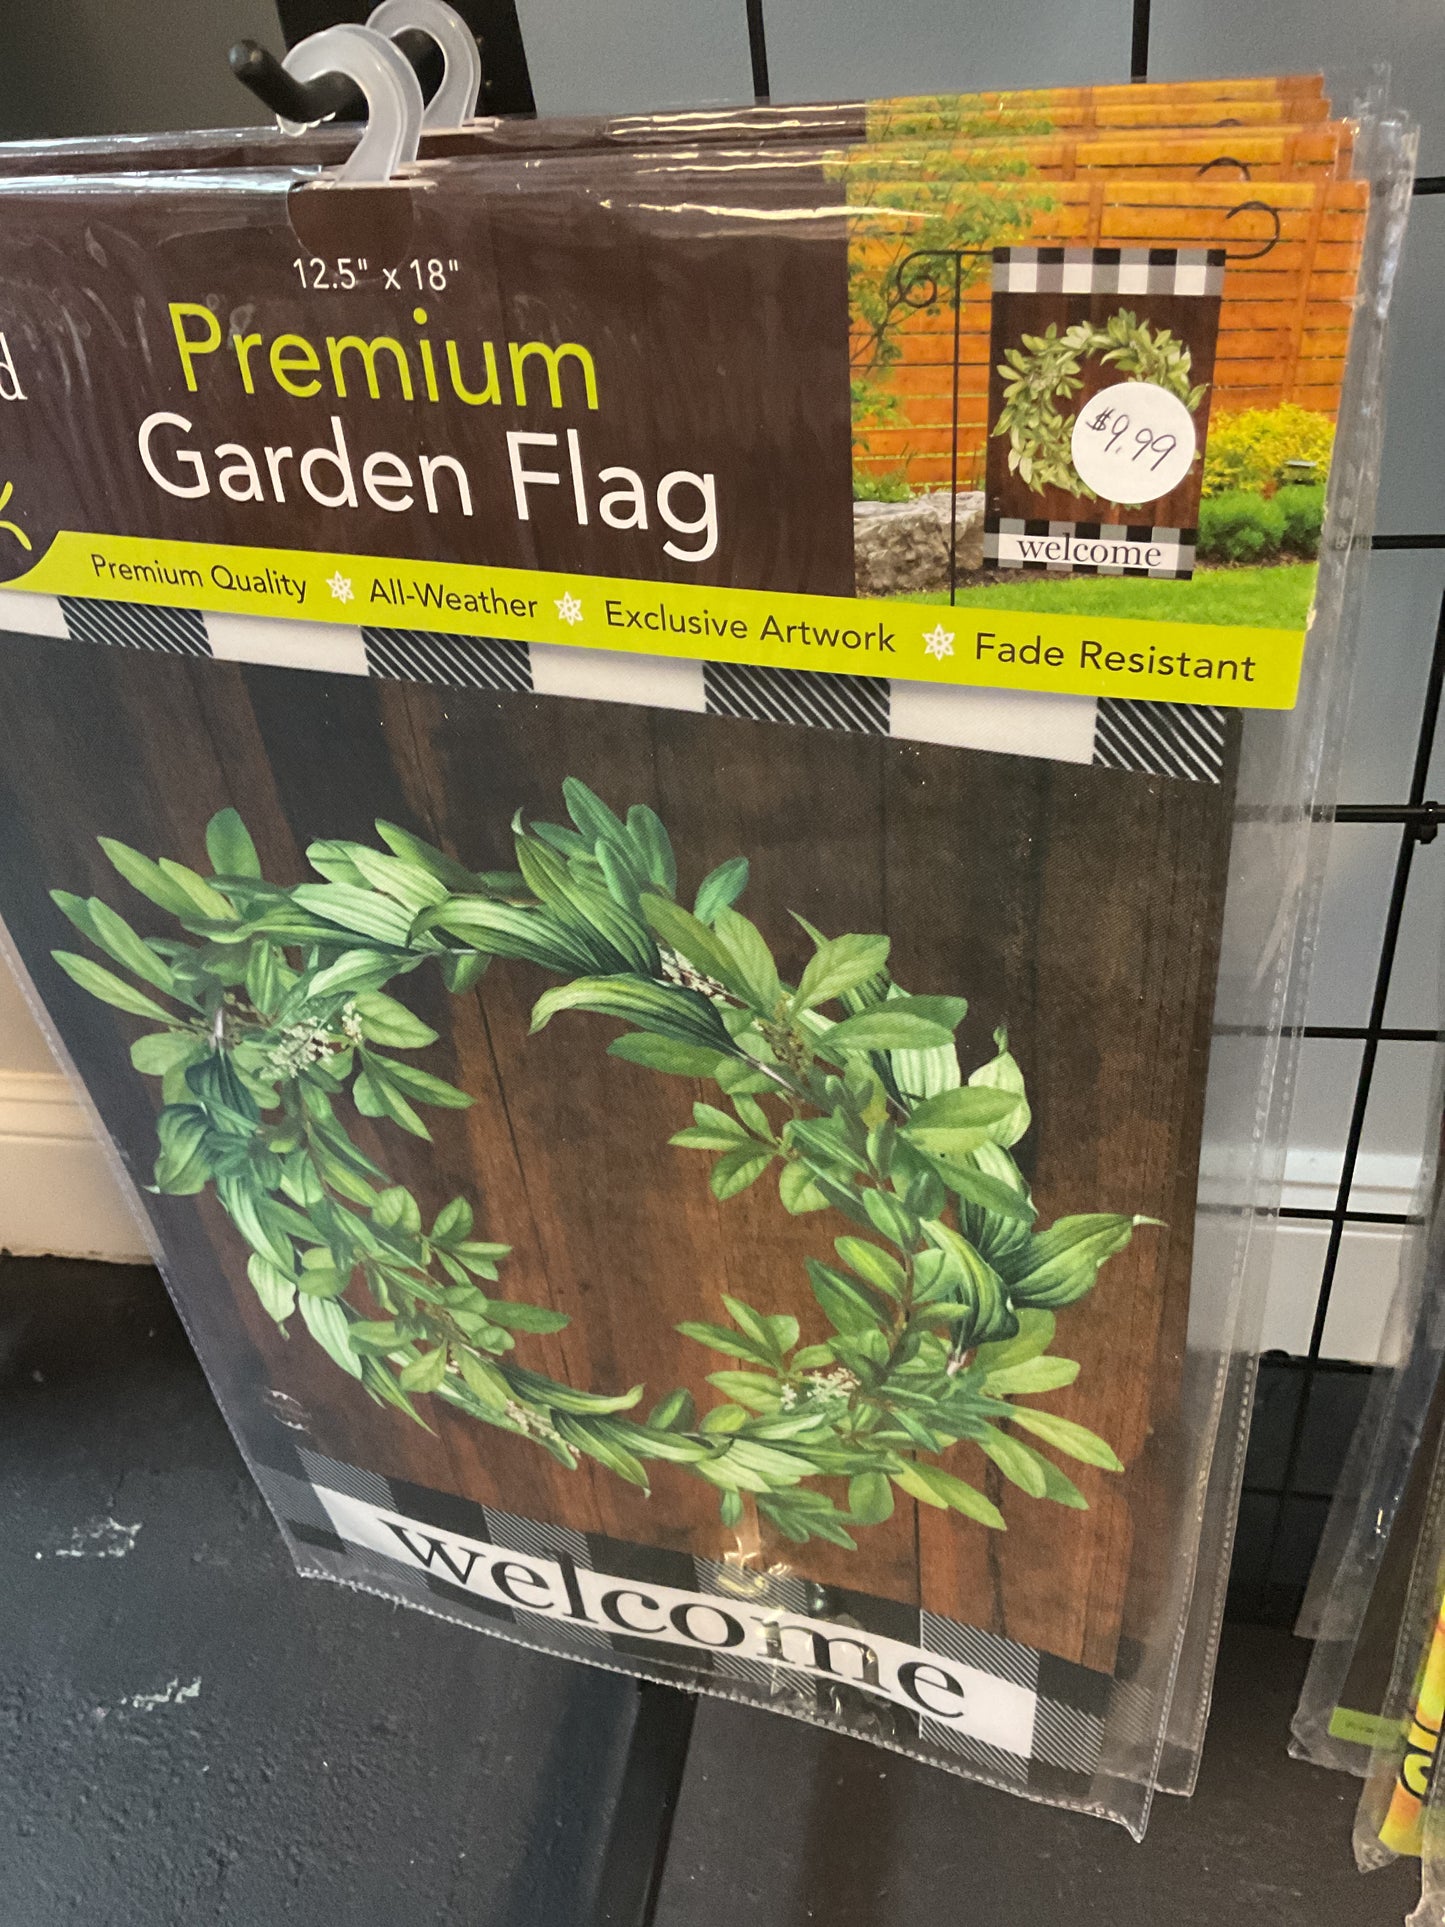 12.5" x 18"
Premium
Garden Flag
$9.99
welcome
Premium Quality All-Weather Exclusive Artwork Fade Resistant
welcome